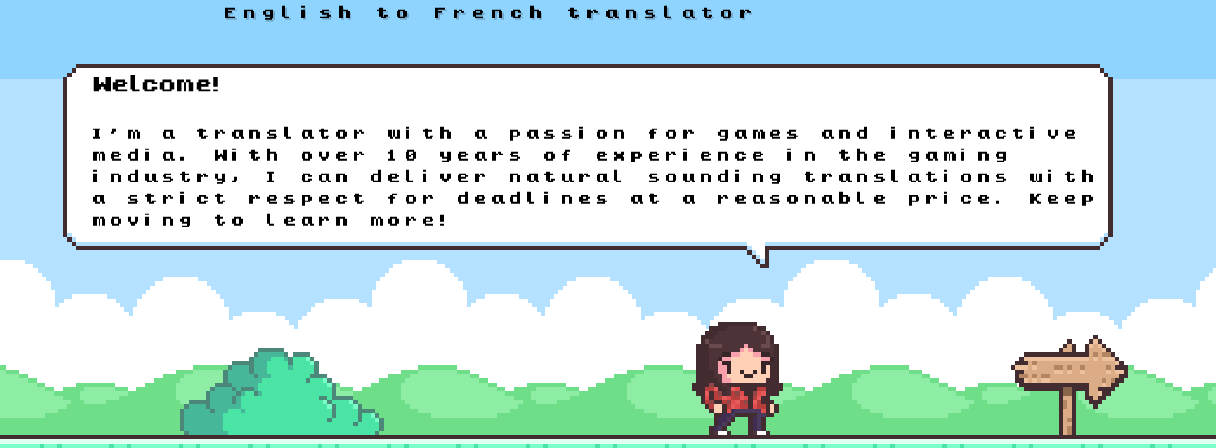 English to French translator
Welcome!
I'm a translator with a passion for games and interactive
media. With over 10 years of experience in the gaming
industry, I can deliver natural sounding translations with
a strict respect for deadlines at a reasonable price. Keep
moving to learn more!